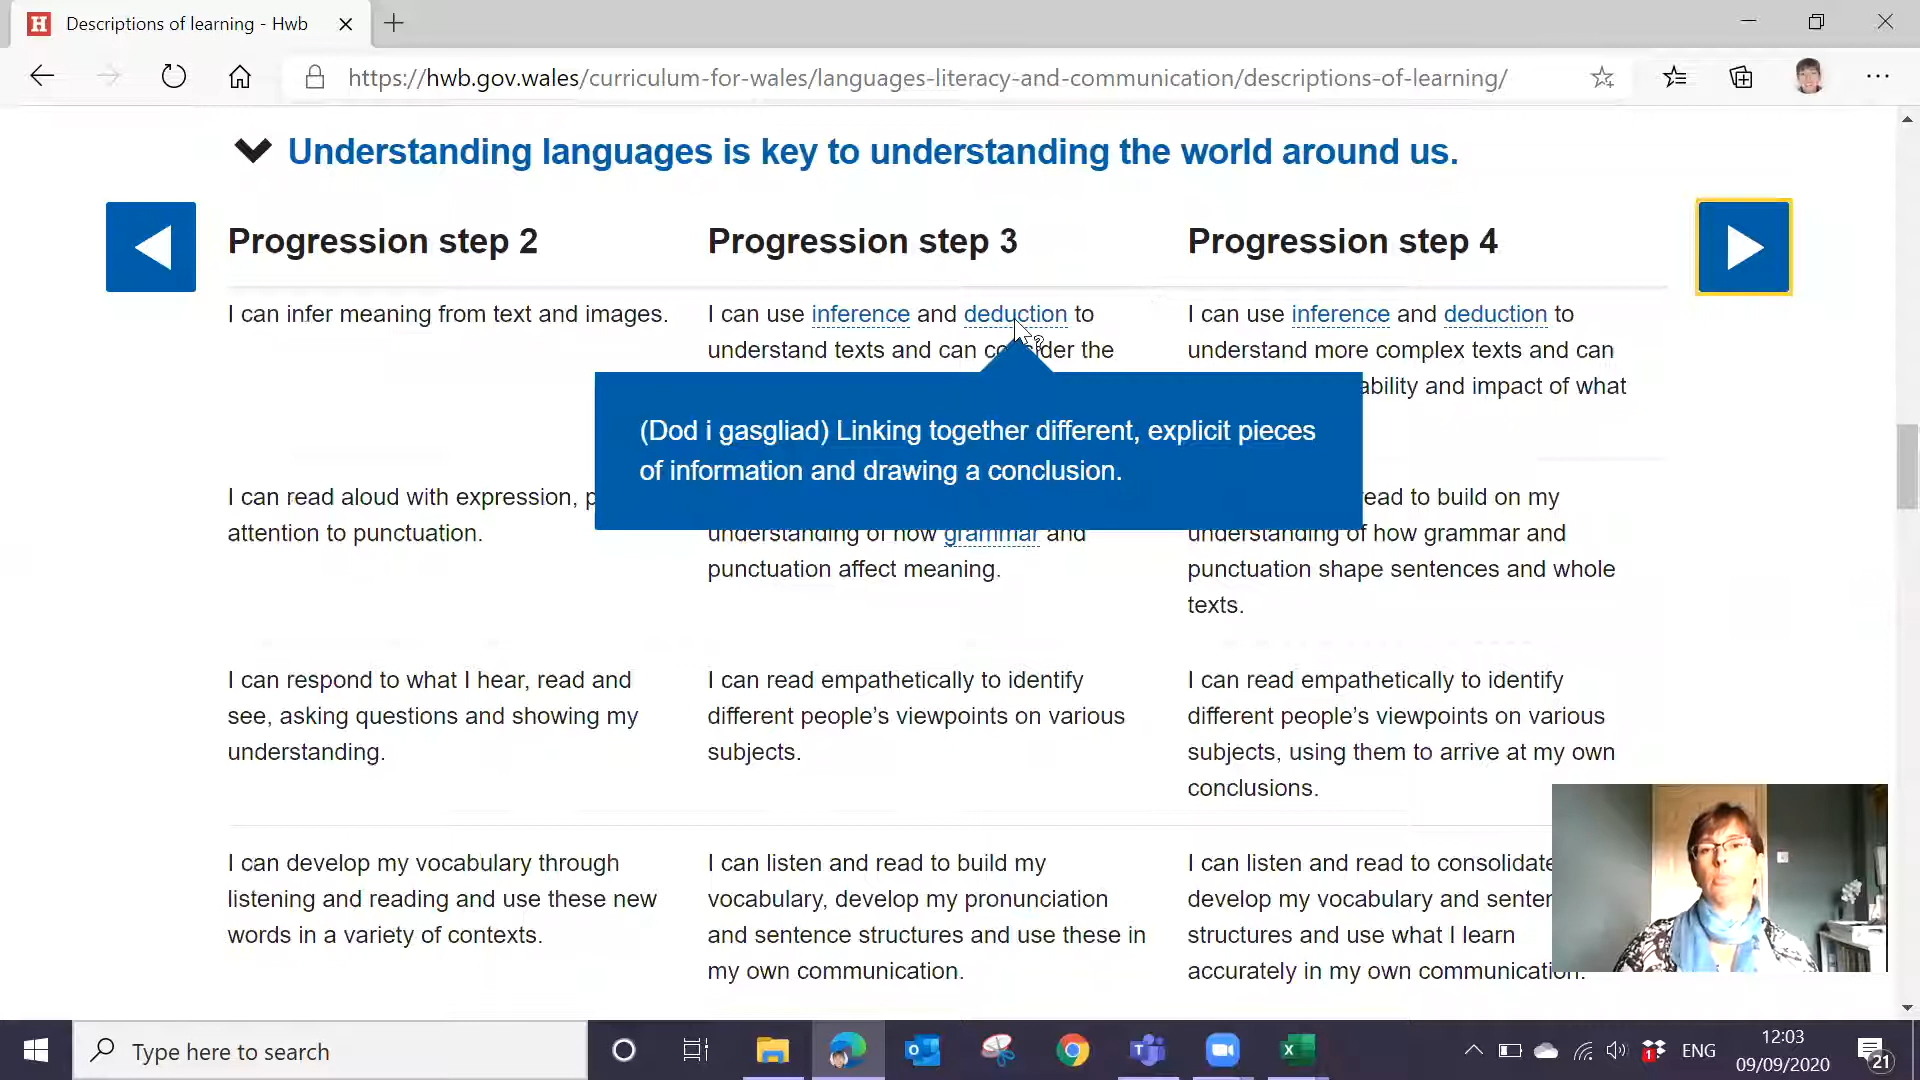 Descriptions of learning - Hwb
https://hwb.gov.wales/curriculum-for-wales/languages-literacy-and-communication/descriptions-of-learning/
Understanding languages is key to understanding the world around us.
Progression step 2
I can infer meaning from text and images.
I can read aloud with expression, p
attention to punctuation.
I can respond to what I hear, read and
see, asking questions and showing my
understanding.
I can develop my vocabulary through
listening and reading and use these new
words in a variety of contexts.
Progression step 3
I can use inference and deduction to
understand texts and can consider the
(Dod i gasgliad) Linking together different, explicit pieces
of information and drawing a conclusion.
understanding of how grammar and
punctuation affect meaning.
I can read empathetically to identify
different people’s viewpoints on various
subjects.
I can listen and read to build my
vocabulary, develop my pronunciation
and sentence structures and use these in
my own communication.
Progression step 4
I can use inference and deduction to
understand more complex texts and can
ability and impact of what
ead to build on my
understanding of how grammar and
punctuation shape sentences and whole
texts.
I can read empathetically to identify
different people’s viewpoints on various
subjects, using them to arrive at my own
conclusions.
I can listen and read to consolidate
develop my vocabulary and senten
structures and use what I learn
accurately in my own communication.
Type here to search
ENG
12:03
09/09/2020
21
1